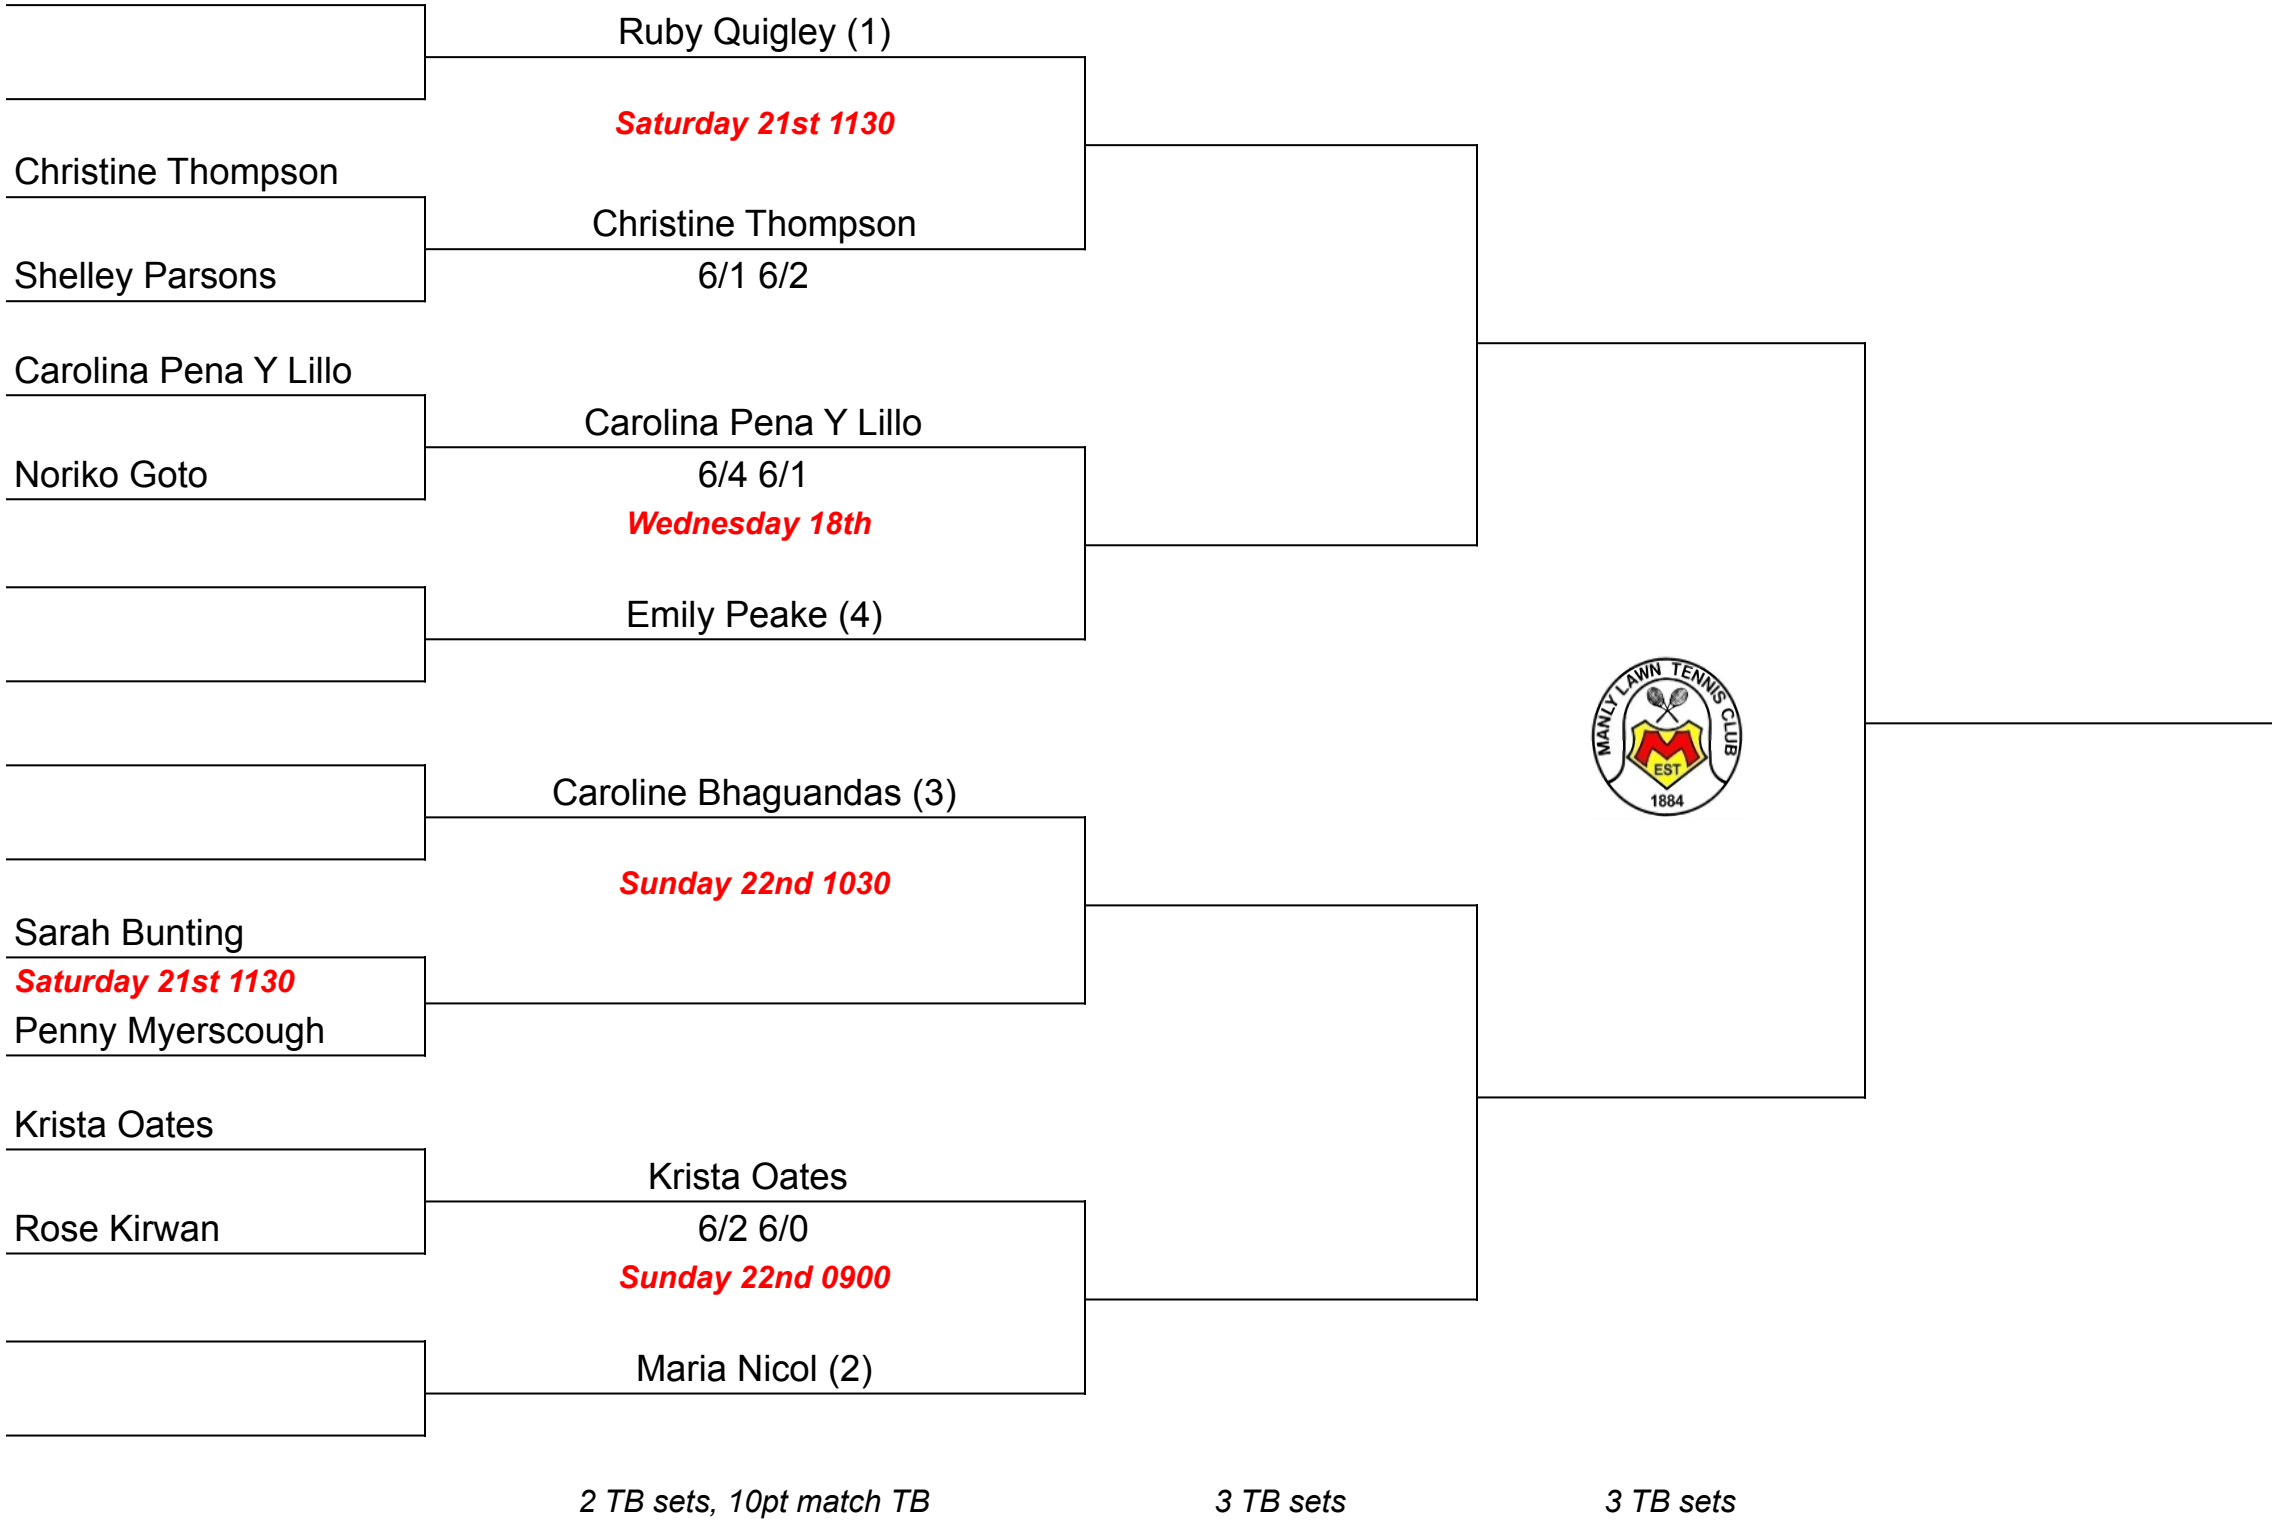 Ruby Quigley (1)
Saturday 21st 1130
Christine Thompson
Christine Thompson
Shelley Parsons
6/1 6/2
Carolina Pena Y Lillo
Carolina Pena Y Lillo
Noriko Goto
6/4 6/1
Wednesday 18th
Emily Peake (4)
MANLY LAWN TENNIS CLUB
M
EST
1884
Caroline Bhaguandas (3)
Sunday 22nd 1030
Sarah Bunting
Saturday 21st 1130
Penny Myerscough
Krista Oates
Krista Oates
Rose Kirwan
6/2 6/0
Sunday 22nd 0900
Maria Nicol (2)
2 TB sets, 10pt match TB
3 TB sets
3 TB sets